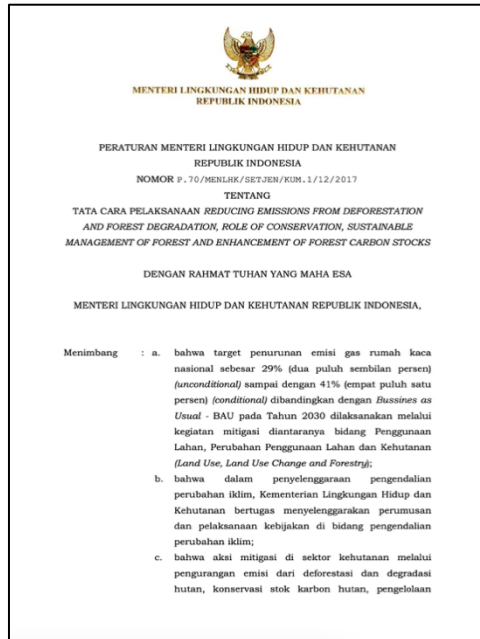 MENTERI LINGKUNGAN HIDUP DAN KEHUTANAN
REPUBLIK INDONESIA
PERATURAN MENTERI LINGKUNGAN HIDUP DAN KEHUTANAN
REPUBLIK INDONESIA
NOMOR P.70/MENLHK/SETJEN/KUM.1/12/2017
TENTANG
TATA CARA PELAKSANAAN REDUCING EMISSIONS FROM DEFORESTATION
AND FOREST DEGRADATION, ROLE OF CONSERVATION, SUSTAINABLE
MANAGEMENT OF FOREST AND ENHANCEMENT OF FOREST CARBON STOCKS
DENGAN RAHMAT TUHAN YANG MAHA ESA
MENTERI LINGKUNGAN HIDUP DAN KEHUTANAN REPUBLIK INDONESIA,
Menimbang : a. bahwa target penurunan emisi gas rumah kaca
nasional sebesar 29% (dua puluh sembilan persen)
(unconditional) sampai dengan 41% (empat puluh satu
persen) (conditional) dibandingkan dengan Bussines as
Usual - BAU pada Tahun 2030 dilaksanakan melalui
kegiatan mitigasi diantaranya bidang Penggunaan
Lahan, Perubahan Penggunaan Lahan dan Kehutanan
(Land Use, Land Use Change and Forestry);
b. bahwa dalam penyelenggaraan pengendalian
perubahan iklim, Kementerian Lingkungan Hidup dan
Kehutanan bertugas menyelenggarakan perumusan
dan pelaksanaan kebijakan di bidang pengendalian
perubahan iklim;
c. bahwa aksi mitigasi di sektor kehutanan melalui
pengurangan emisi dari deforestasi dan degradasi
hutan, konservasi stok karbon hutan, pengelolaan